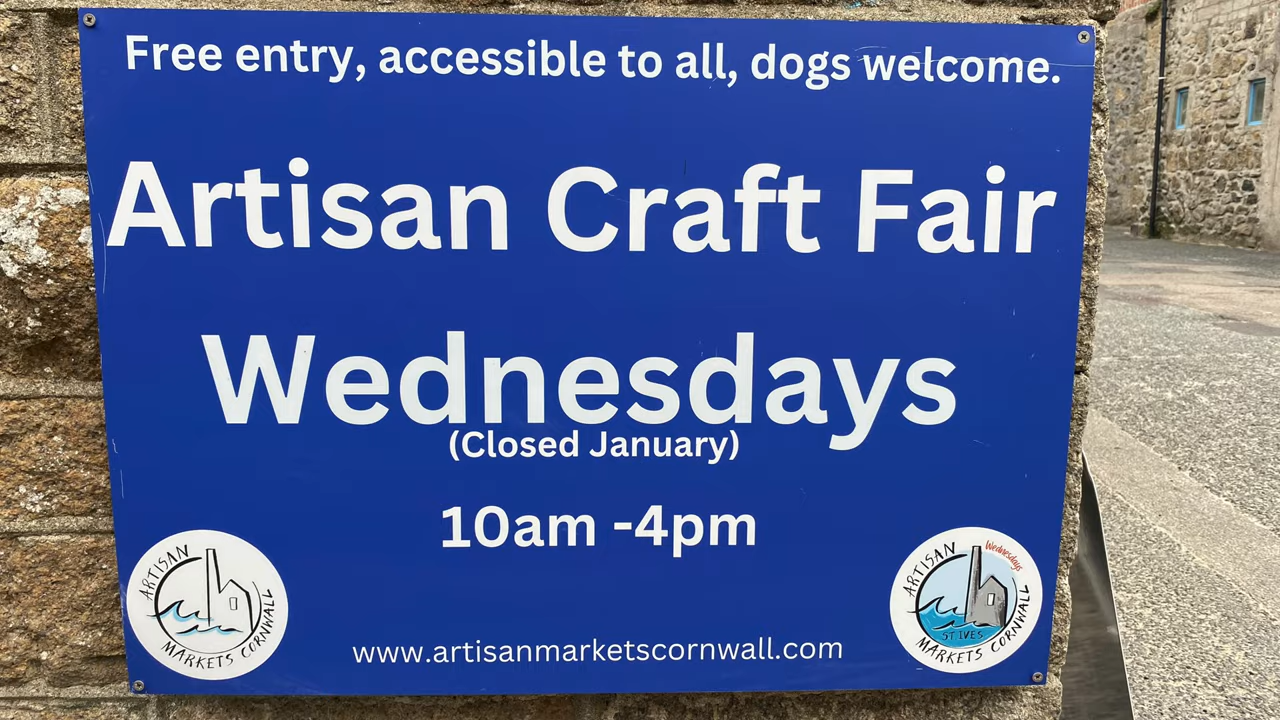 Free entry, accessible to all, dogs welcome.
Artisan Craft Fair
Wednesdays
(Closed January)
10am -4pm
ARTISAN
MARKETS CORNWALL
www.artisanmarketscornwall.com
ARTISAN
Wednesdays
ST IVES
MARKETS CORNWALL